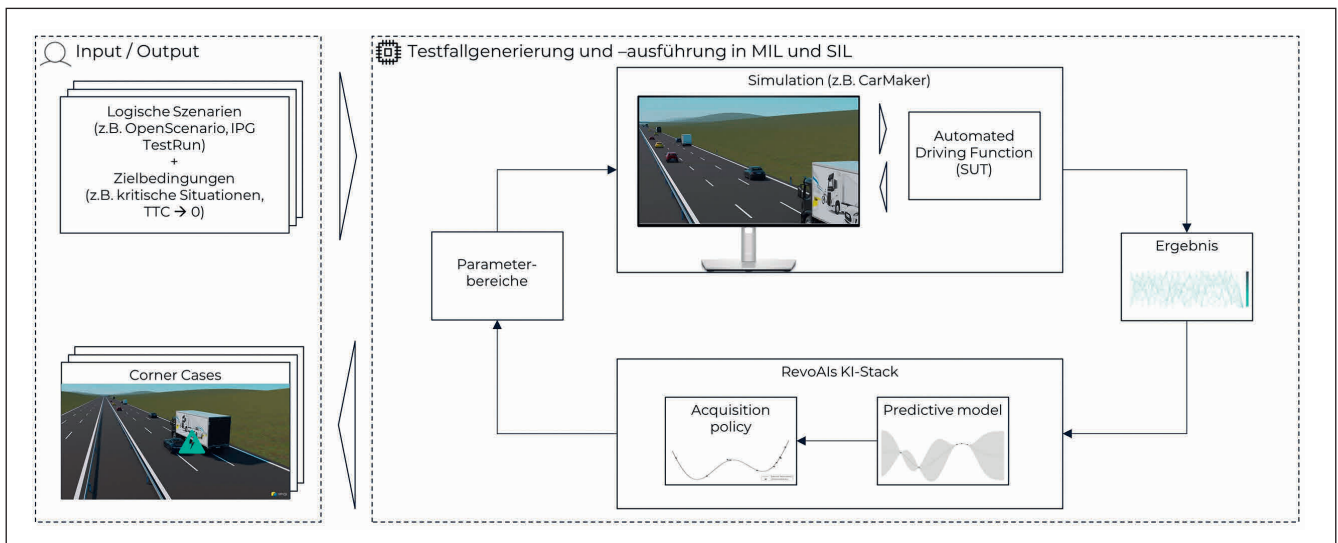 Input / Output
Logische Szenarien
(z.B. OpenScenario, IPG
TestRun)
+
Zielbedingungen
(z.B. kritische Situationen,
TTC → 0)
Corner Cases
Testfallgenerierung und –ausführung in MIL und SIL
Simulation (z.B. CarMaker)
Automated
Driving Function
(SUT)
Parameter-
bereiche
Ergebnis
RevoAIs KI-Stack
Acquisition
policy
Predictive model